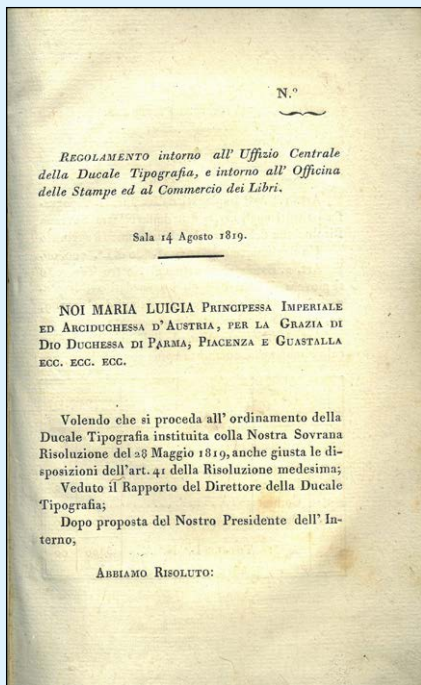 N.º
REGOLAMENTO intorno all' Uffizio Centrale
della Ducale Tipografia, e intorno all' Officina
delle Stampe ed al Commercio dei Libri.
Sala 14 Agosto 1819.
NOI MARIA LUIGIA PRINCIPESSA IMPERIALE
ED ARCIDUCHESSA D'AUSTRIA, PER LA GRAZIA DI
DIO DUCHESSA DI PARMA, PIACENZA E GUASTALLA
ECC. ECC. ECC.
Volendo che si proceda all' ordinamento della
Ducale Tipografia instituita colla Nostra Sovrana
Risoluzione del 28 Maggio 1819, anche giusta le di-
sposizioni dell'art. 41 della Risoluzione medesima;
Veduto il Rapporto del Direttore della Ducale
Tipografia;
Dopo proposta del Nostro Presidente dell' In-
terno,
ABBIAMO RISOLUTO: